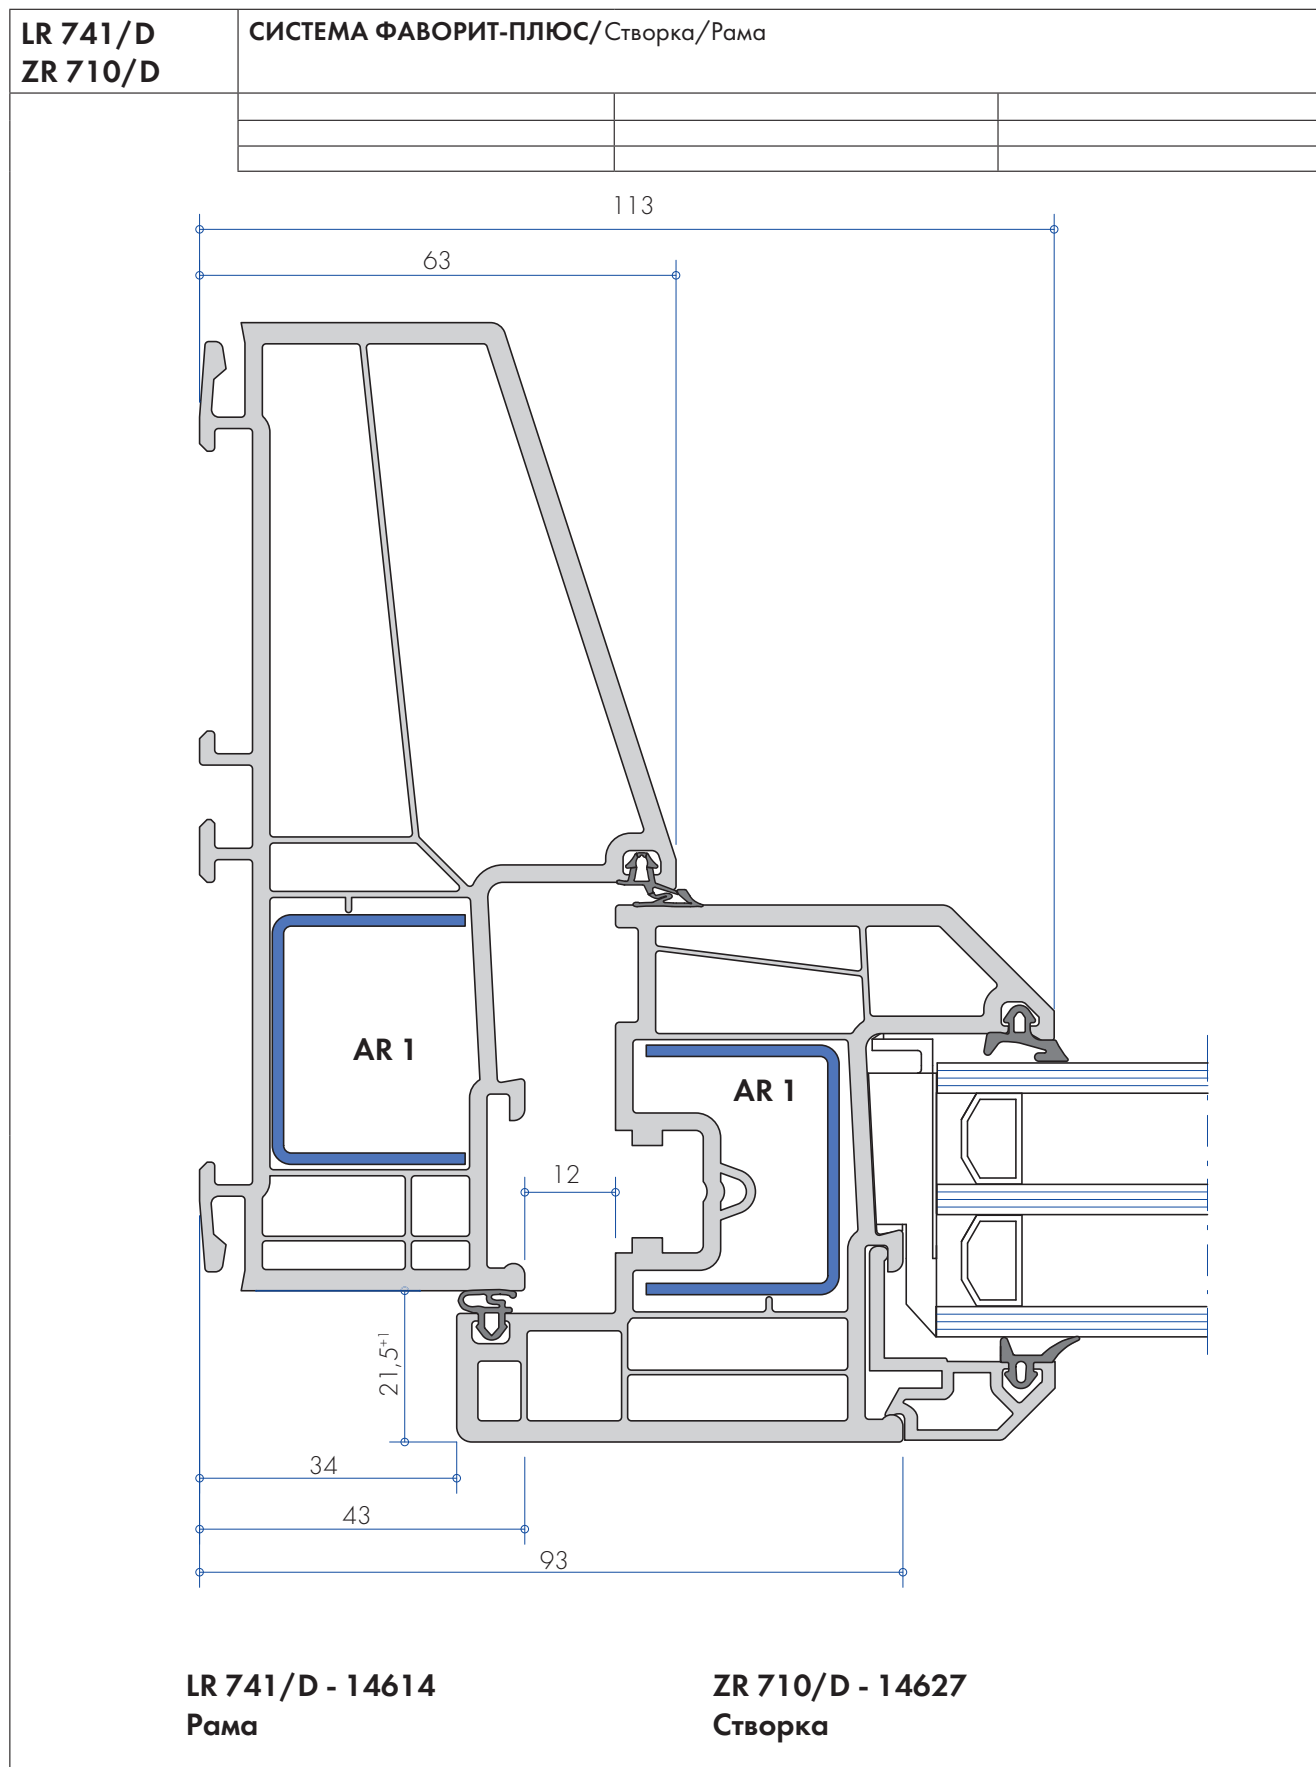 LR 741/D
ZR 710/D
СИСТЕМА ФАВОРИТ-ПЛЮС/Створка/Рама
113
63
AR 1
AR 1
12
21,5+1
34
43
93
LR 741/D - 14614
Рама
ZR 710/D - 14627
Створка